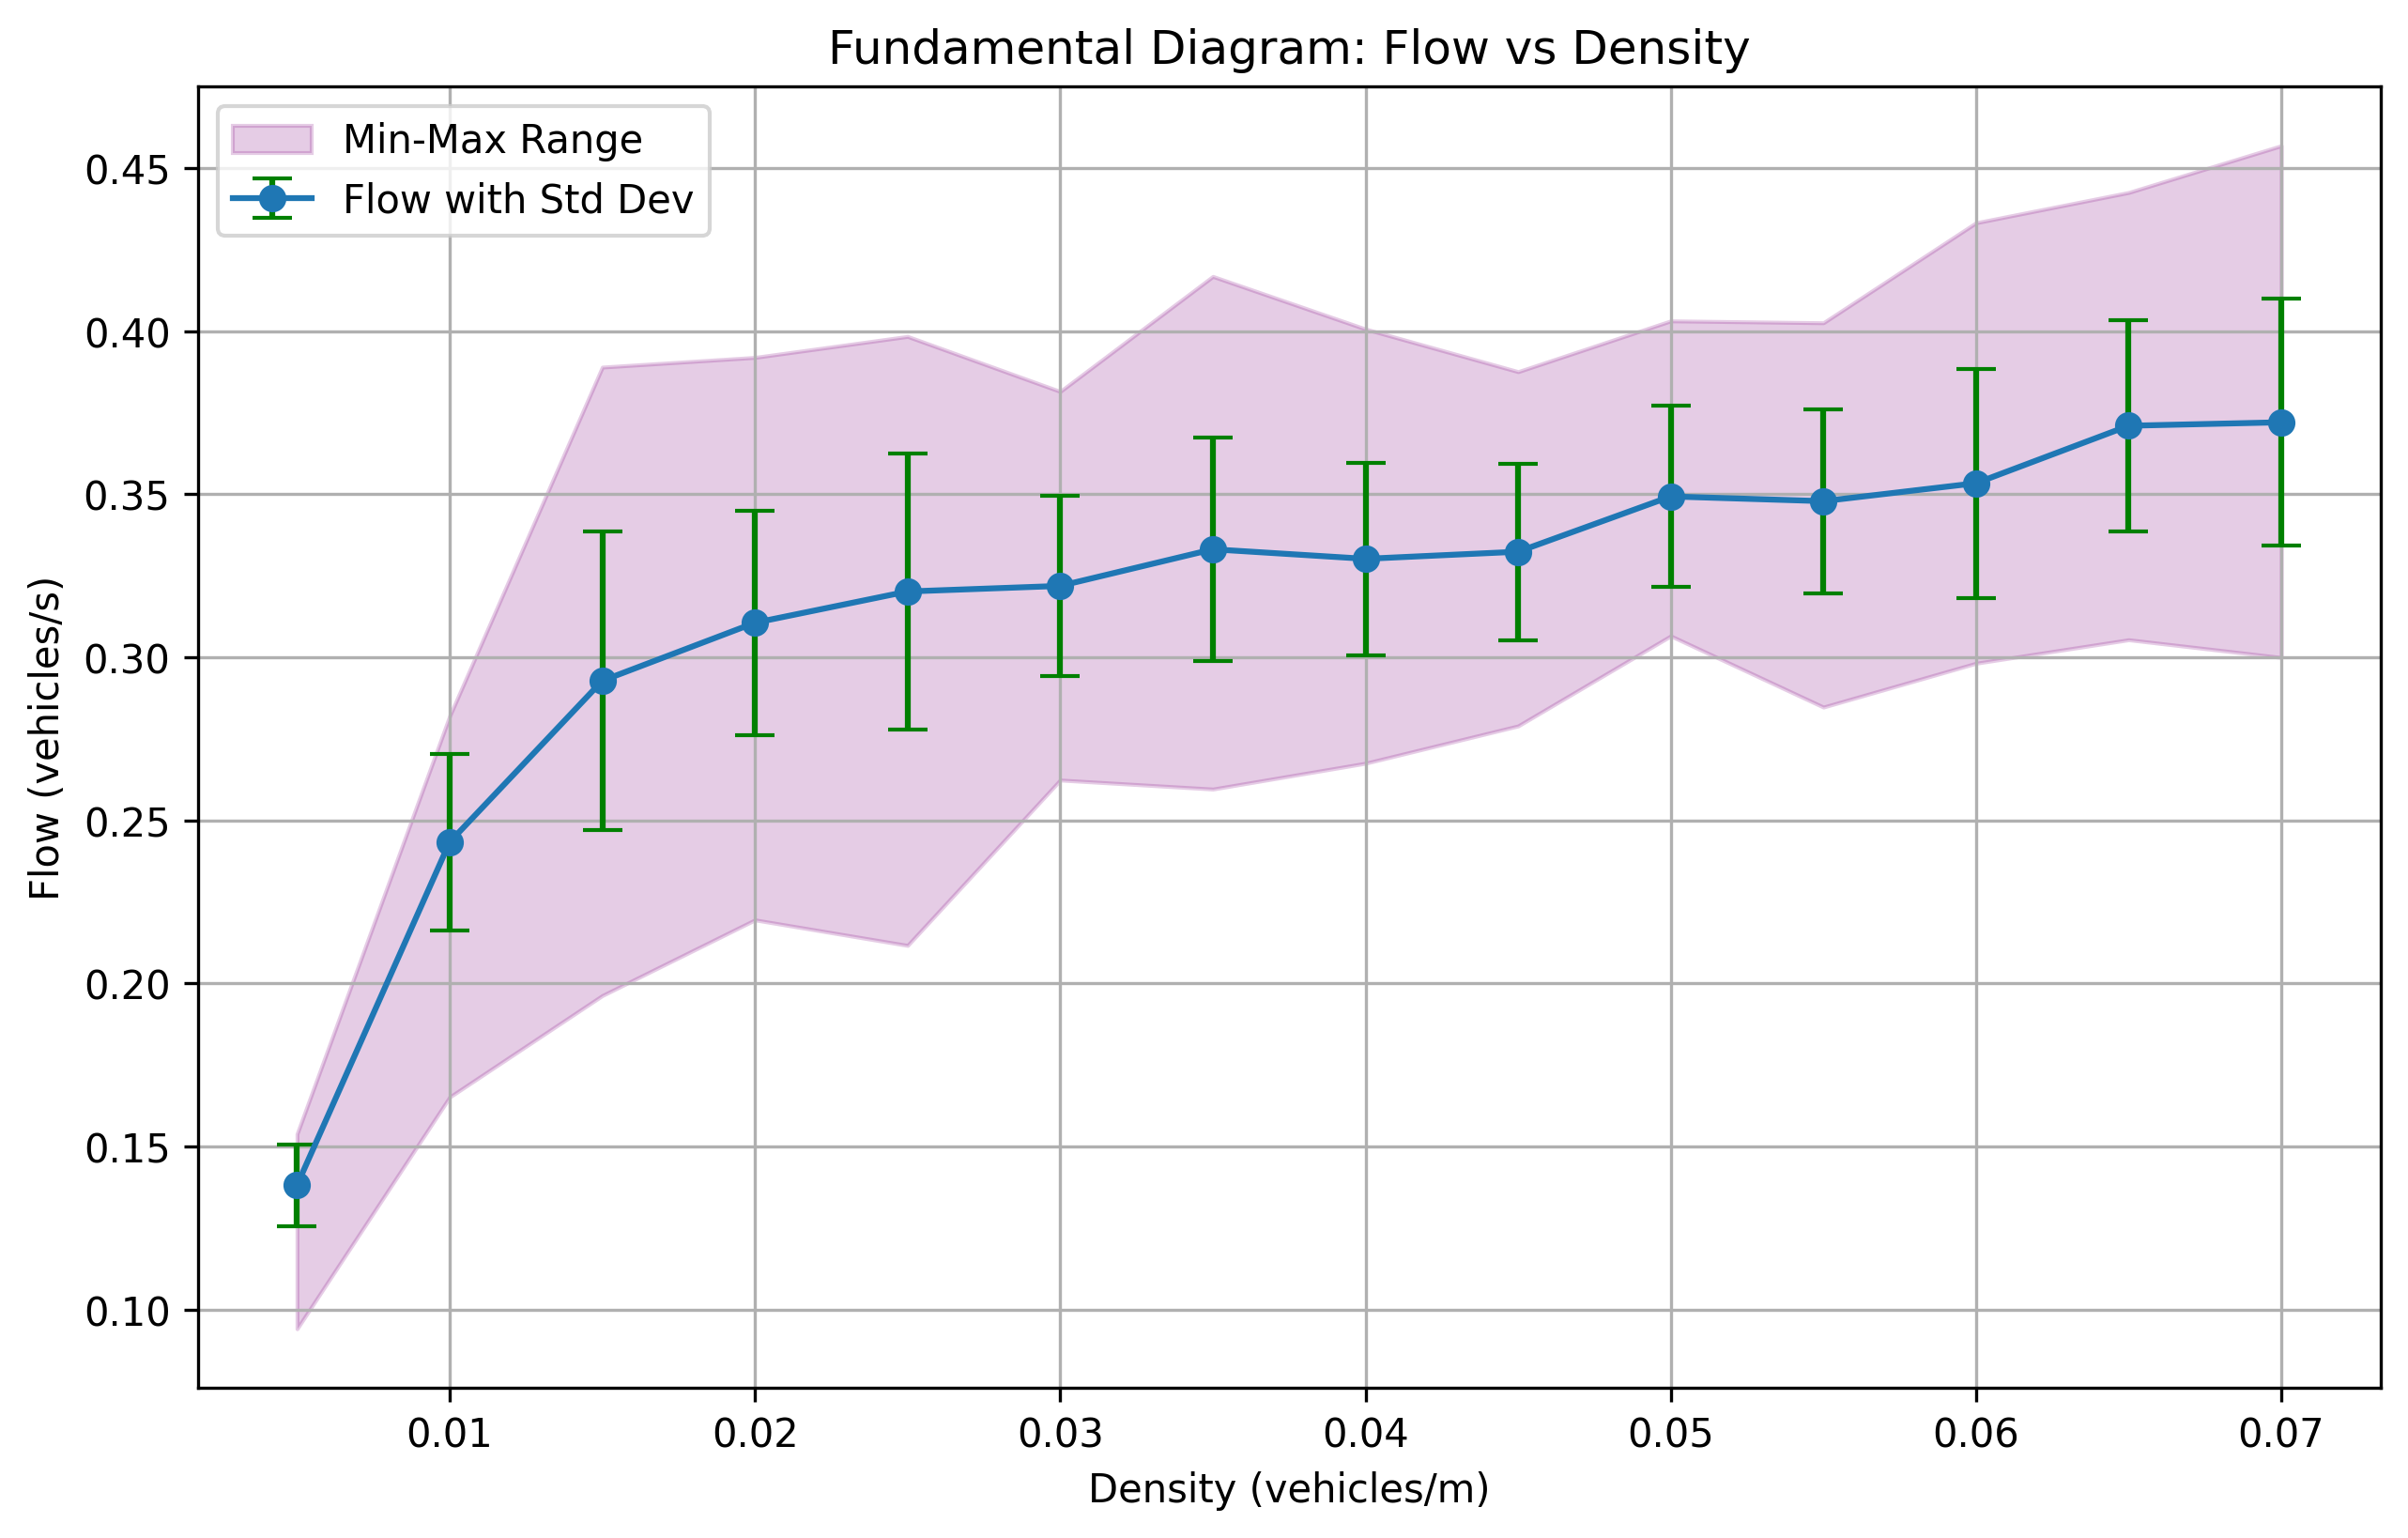 Fundamental Diagram: Flow vs Density
Min-Max Range
Flow with Std Dev
Flow (vehicles/s)
0.45
0.40
0.35
0.30
0.25
0.20
0.15
0.10
0.01 0.02 0.03 0.04 0.05 0.06 0.07
Density (vehicles/m)